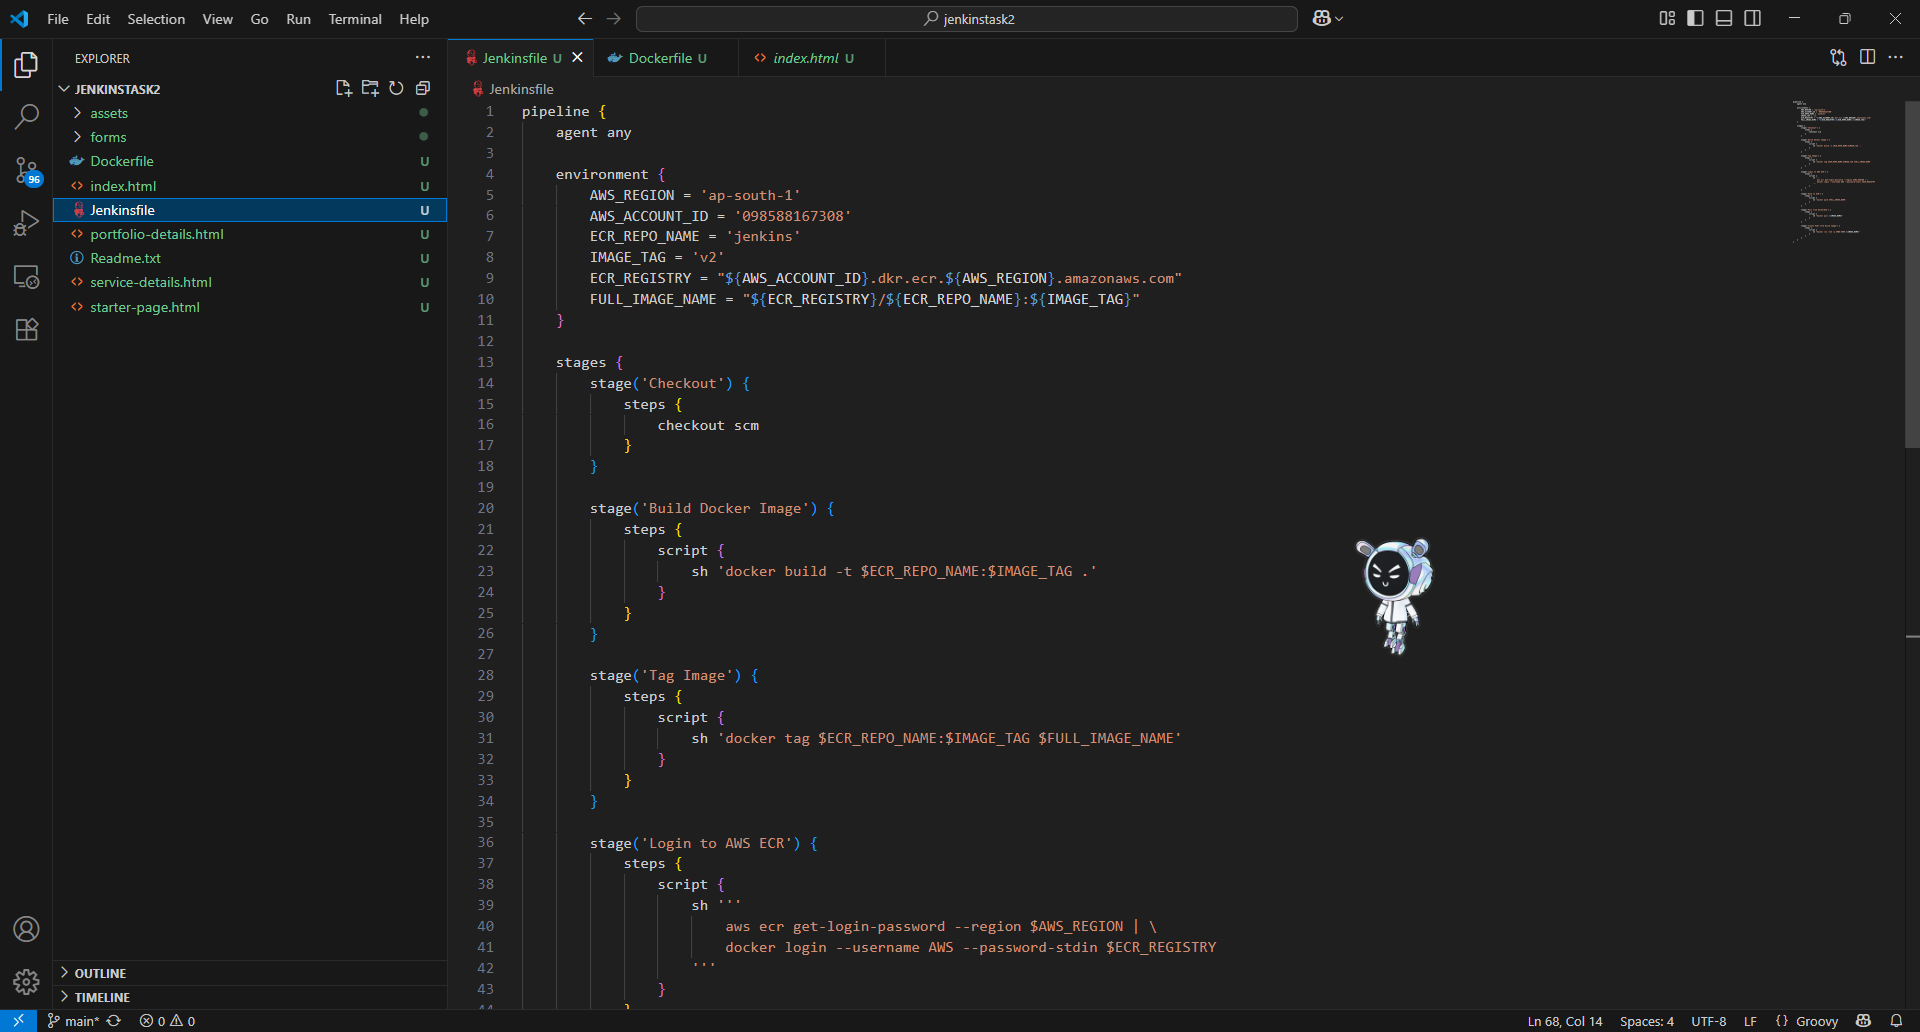 File Edit Selection View Go Run Terminal Help
jenkinstask2
EXPLORER
JENKINSTASK2
assets
forms
Dockerfile U
index.html U
Jenkinsfile U
portfolio-details.html U
Readme.txt U
service-details.html U
starter-page.html U
96
OUTLINE
TIMELINE
Jenkinsfile U Dockerfile U index.html U
Jenkinsfile
1 pipeline {
2 agent any
3
4 environment {
5 AWS_REGION = 'ap-south-1'
6 AWS_ACCOUNT_ID = '098588167308'
7 ECR_REPO_NAME = 'jenkins'
8 IMAGE_TAG = 'v2'
9 ECR_REGISTRY = "${AWS_ACCOUNT_ID}.dkr.ecr.${AWS_REGION}.amazonaws.com"
10 FULL_IMAGE_NAME = "${ECR_REGISTRY}/${ECR_REPO_NAME}:${IMAGE_TAG}"
11 }
12
13 stages {
14 stage('Checkout') {
15 steps {
16 checkout scm
17 }
18 }
19
20 stage('Build Docker Image') {
21 steps {
22 script {
23 sh 'docker build -t $ECR_REPO_NAME:$IMAGE_TAG .'
24 }
25 }
26 }
27
28 stage('Tag Image') {
29 steps {
30 script {
31 sh 'docker tag $ECR_REPO_NAME:$IMAGE_TAG $FULL_IMAGE_NAME'
32 }
33 }
34 }
35
36 stage('Login to AWS ECR') {
37 steps {
38 script {
39 sh '''
40 aws ecr get-login-password --region $AWS_REGION | \
41 docker login --username AWS --password-stdin $ECR_REGISTRY
42 '''
43 }
44 }
main* 0 0 Ln 68, Col 14 Spaces: 4 UTF-8 LF {} Groovy